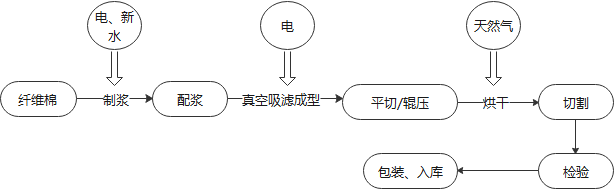 电、新
水
电
天然气
纤维棉
制浆
配浆
真空吸滤成型
平切/辊压
烘干
切割
包装、入库
检验